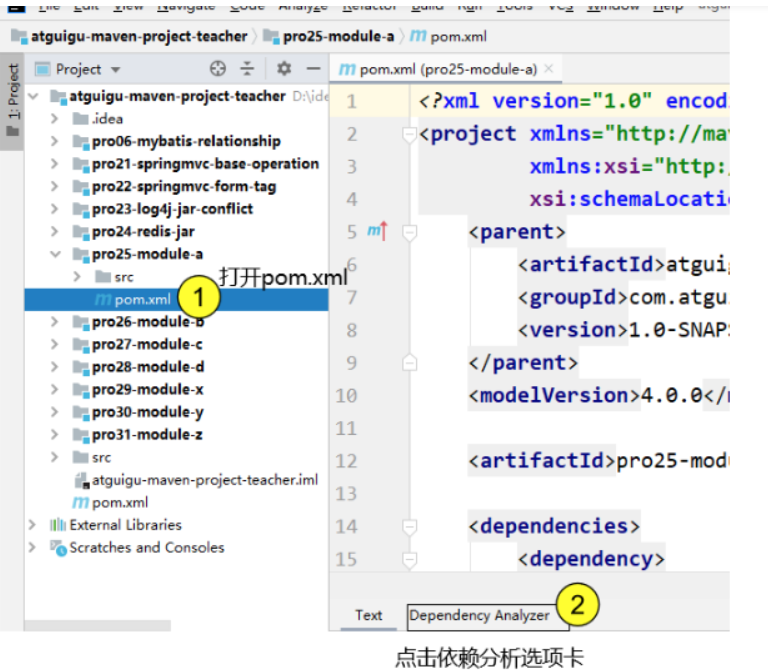 File Edit View Navigate Code Analyze Refactor Build Run Tools VCS Window Help
atguigu-maven-project-teacher pro25-module-a m pom.xml
1: Project
Project
m pom.xml (pro25-module-a)
atguigu-maven-project-teacher D:\ide
.idea
pro06-mybatis-relationship
pro21-springmvc-base-operation
pro22-springmvc-form-tag
pro23-log4j-jar-conflict
pro24-redis-jar
pro25-module-a
src
打开pom.xml
m pom.xml
1
pro26-module-b
pro27-module-c
pro28-module-d
pro29-module-x
pro30-module-y
pro31-module-z
src
atguigu-maven-project-teacher.iml
m pom.xml
External Libraries
Scratches and Consoles
1 <?xml version="1.0" encod
2 <project xmlns="http://ma
3 xmlns:xsi="http:
4 xsi:schemaLocati
5 m <parent>
6 <artifactId>atgui
7 <groupId>com.atgu
8 <version>1.0-SNAP
9 </parent>
10 <modelVersion>4.0.0</
11
12 <artifactId>pro25-mod
13
14 <dependencies>
15 <dependency>
Text
Dependency Analyzer
2
点击依赖分析选项卡